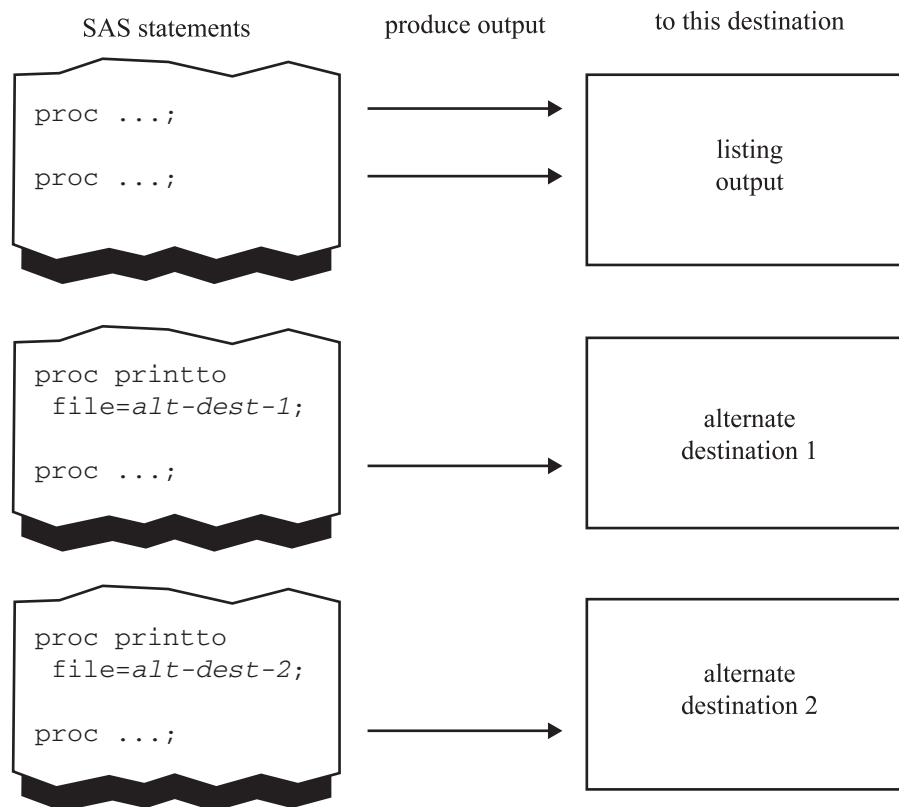 SAS statements
produce output
to this destination
proc ...;
proc ...;
listing
output
proc printto
file=alt-dest-1;
proc ...;
alternate
destination 1
proc printto
file=alt-dest-2;
proc ...;
alternate
destination 2